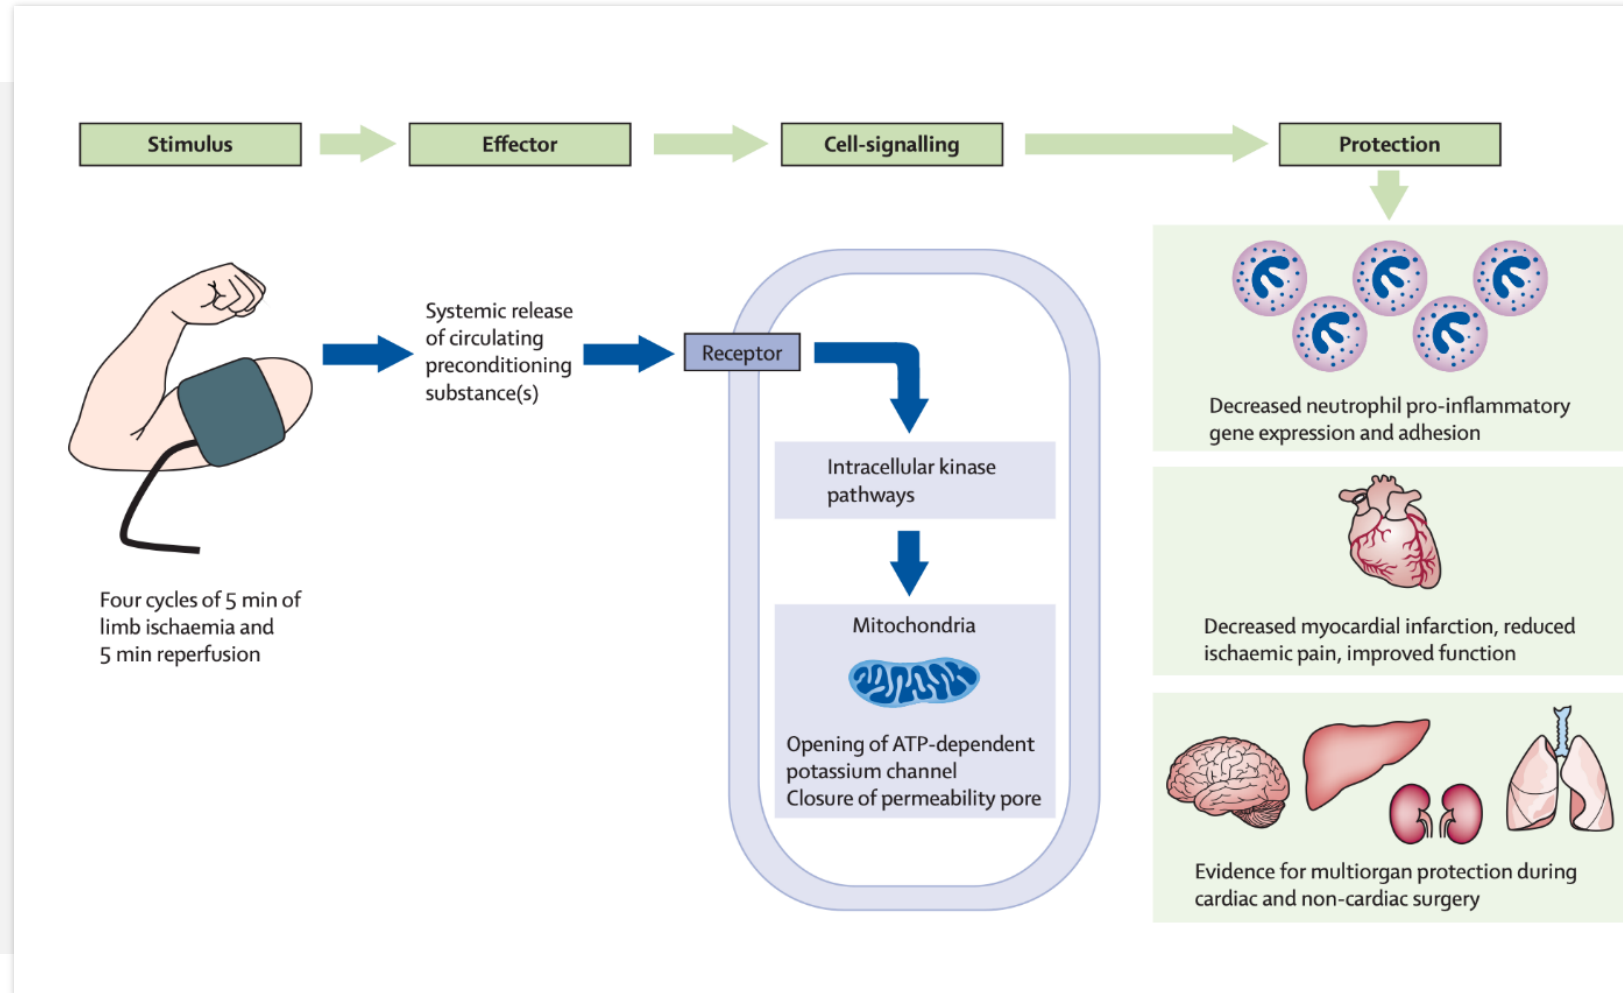 Stimulus
Effector
Cell-signalling
Protection
Four cycles of 5 min of
limb ischaemia and
5 min reperfusion
Systemic release
of circulating
preconditioning
substance(s)
Receptor
Intracellular kinase
pathways
Mitochondria
Opening of ATP-dependent
potassium channel
Closure of permeability pore
Decreased neutrophil pro-inflammatory
gene expression and adhesion
Decreased myocardial infarction, reduced
ischaemic pain, improved function
Evidence for multiorgan protection during
cardiac and non-cardiac surgery